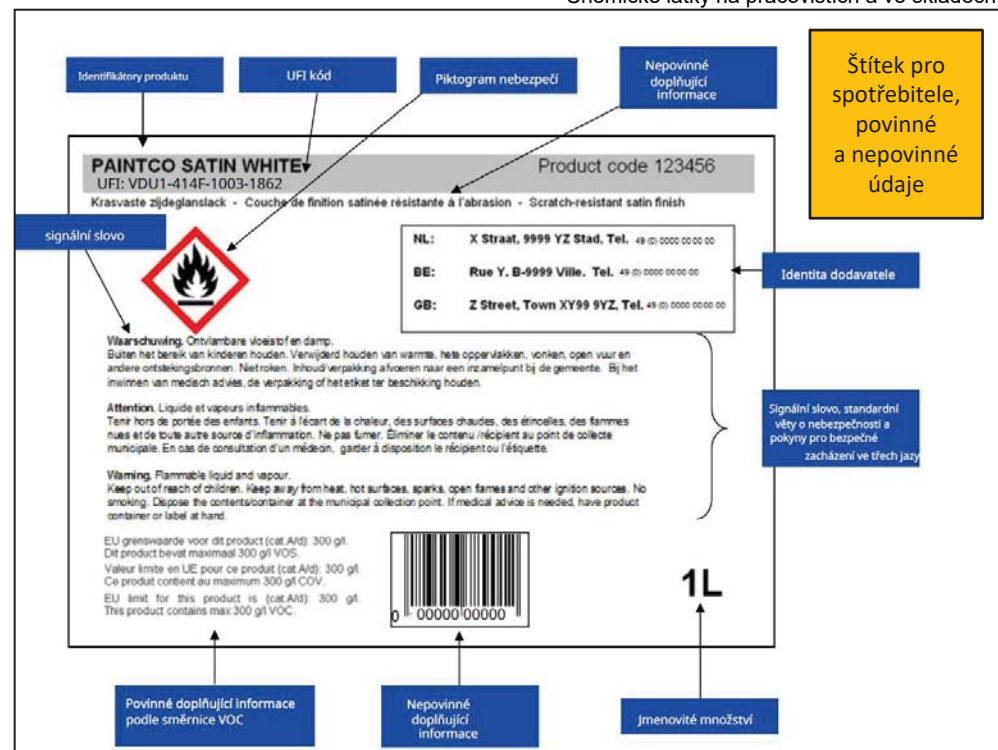 Chemické látky na pracovištích a ve skladech
Identifikátory produktu
UFI kód
Piktogram nebezpečí
Nepovinné
doplňující
informace
Štítek pro
spotřebitele,
povinné
a nepovinné
údaje
PAINTCO SATIN WHITE
Product code 123456
UFI: VDU1-414F-1003-1862
Krasvaste zijdeglanslack - Couche de finition satinée résistante à l'abrasion - Scratch-resistant satin finish
signální slovo
NL: X Straat, 9999 YZ Stad, Tel. 49 (0) 0000 00 00 00
BE: Rue Y, B-9999 Ville. Tel. 49 (0) 0000 00 00 00
GB: Z Street, Town XY99 9YZ, Tel. 49 (0) 0000 00 00 00
Identita dodavatele
Waarschuwing. Ontvlambare vloeistof en damp.
Buiten het bereik van kinderen houden. Verwijderd houden van warmte, hete oppervlakken, vonken, open vuur en
andere ontstekingsbronnen. Niet roken. Inhoud/verpakking afvoeren naar een inzamelpunt bij de gemeente. Bij het
inwinnen van medisch advies, de verpakking of het etiket ter beschikking houden.
Attention. Liquide et vapeurs inflammables.
Tenir hors de portée des enfants. Tenir à l'écart de la chaleur, des surfaces chaudes, des étincelles, des flammes
nues et de toute autre source d'inflammation. Ne pas fumer. Éliminer le contenu /récipient au point de collecte
municipale. En cas de consultation d'un médecin, garder à disposition le récipient ou l'étiquette.
Warning. Flammable liquid and vapour.
Keep out of reach of children. Keep away from heat, hot surfaces, sparks, open flames and other ignition sources. No
smoking. Dispose the contents/container at the municipal collection point. If medical advice is needed, have product
container or label at hand.
Signální slovo, standardní
věty o nebezpečnosti a
pokyny pro bezpečné
zacházení ve třech jazy
EU grenswaarde voor dit product (cat.A/d): 300 g/l.
Dit product bevat maximaal 300 g/l VOS.
Valeur limite en UE pour ce produit (cat.A/d): 300 g/l.
Ce produit contient au maximum 300 g/l COV.
EU limit for this product is (cat.A/d): 300 g/l.
This product contains max 300 g/l VOC.
0 00000 00000
1L
Povinné doplňující informace
podle směrnice VOC
Nepovinné
doplňující
informace
Jmenovité množství